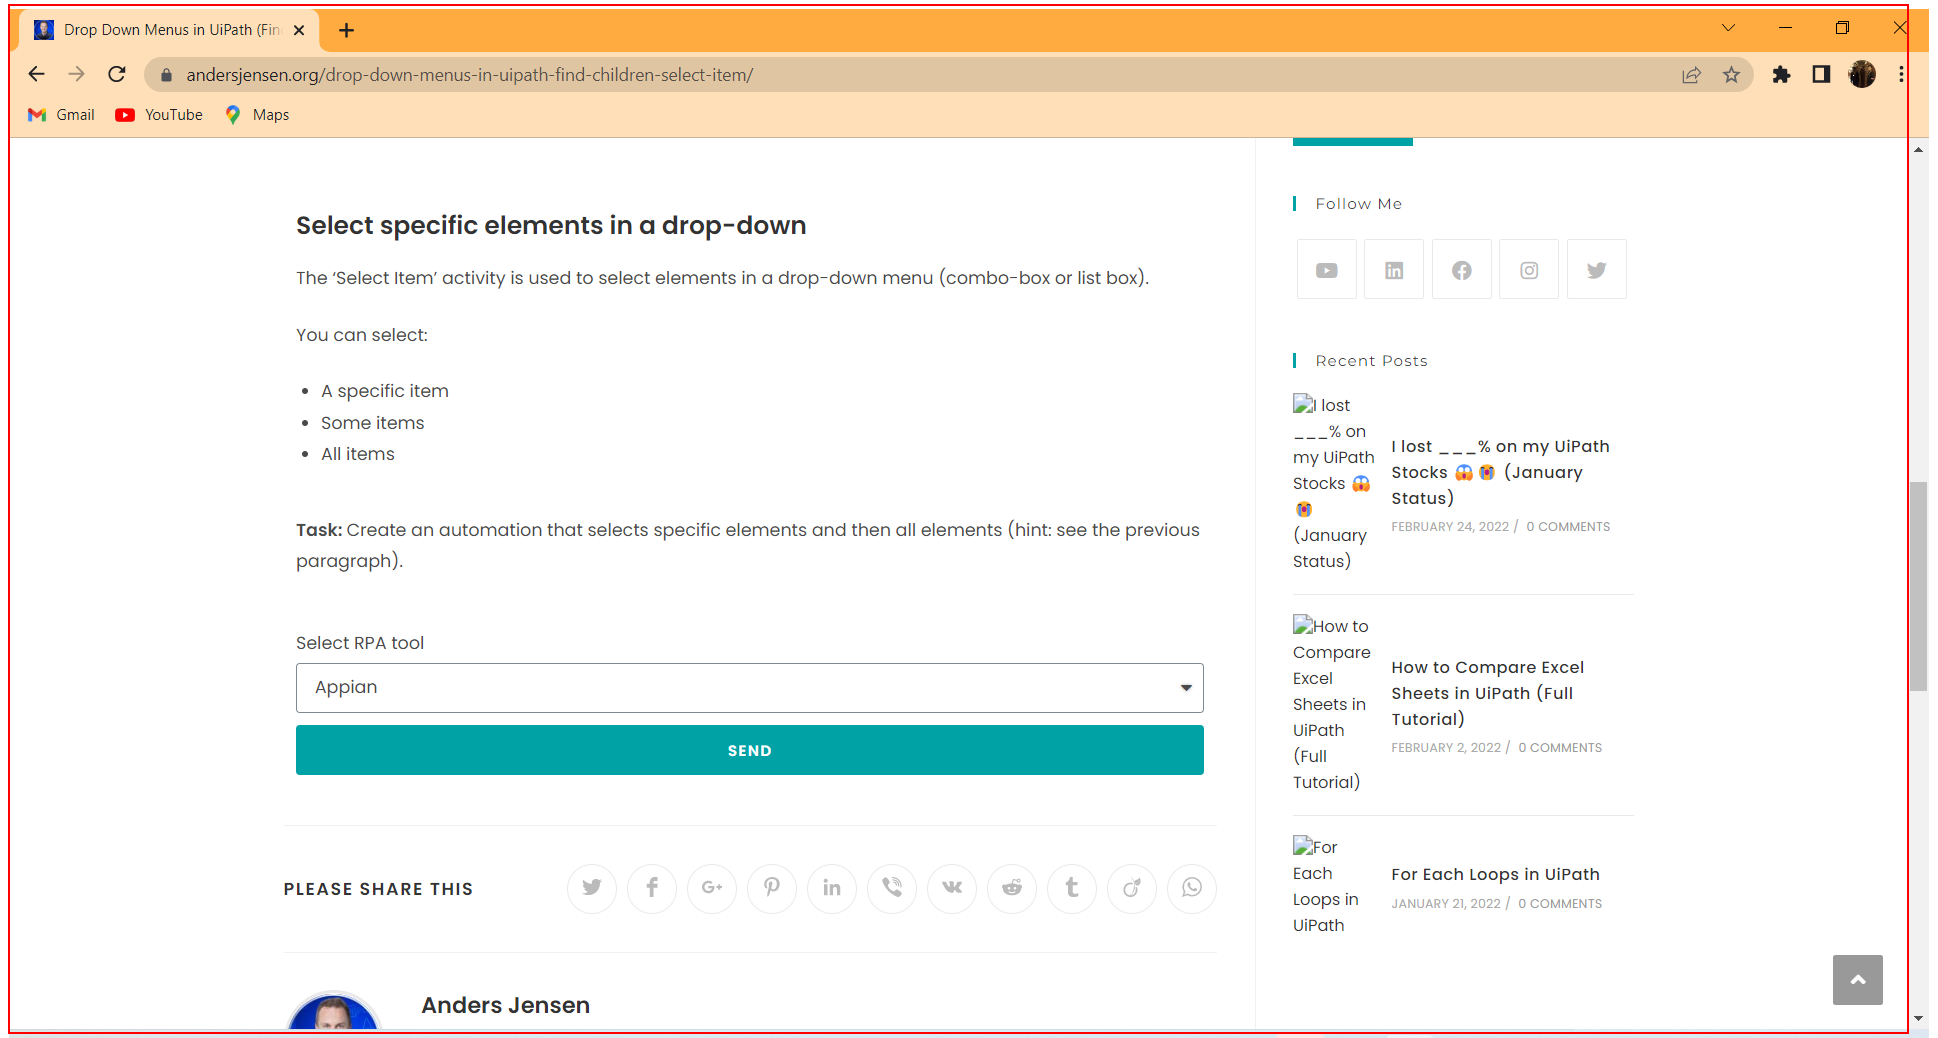 Drop Down Menus in UiPath (Fin
andersjensen.org/drop-down-menus-in-uipath-find-children-select-item/
Gmail
YouTube
Maps
Select specific elements in a drop-down
The ‘Select Item’ activity is used to select elements in a drop-down menu (combo-box or list box).
You can select:
A specific item
Some items
All items
Task: Create an automation that selects specific elements and then all elements (hint: see the previous
paragraph).
Select RPA tool
Appian
SEND
PLEASE SHARE THIS
Anders Jensen
Follow Me
Recent Posts
I lost
___% on
my UiPath
Stocks 😱
😭
(January
Status)
I lost ___% on my UiPath
Stocks 😱😭 (January
Status)
FEBRUARY 24, 2022 / 0 COMMENTS
How to
Compare
Excel
Sheets in
UiPath
(Full
Tutorial)
How to Compare Excel
Sheets in UiPath (Full
Tutorial)
FEBRUARY 2, 2022 / 0 COMMENTS
For
Each
Loops in
UiPath
For Each Loops in UiPath
JANUARY 21, 2022 / 0 COMMENTS